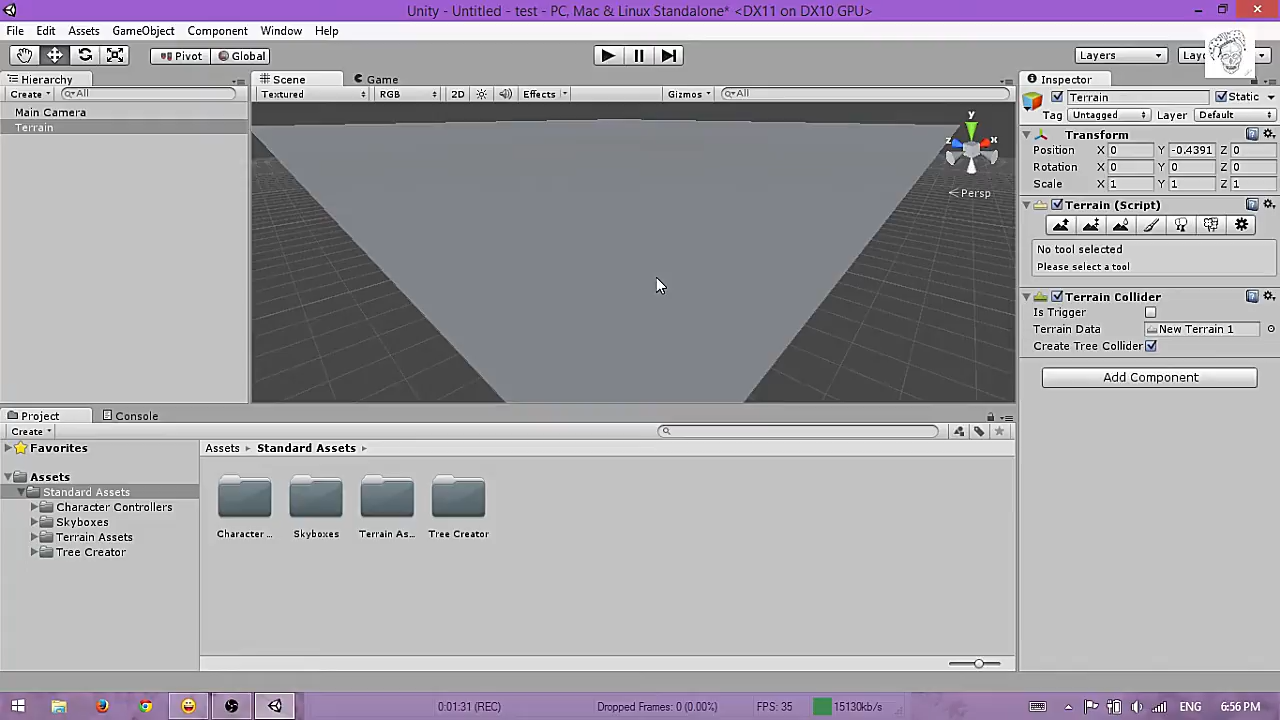 Unity - Untitled - test - PC, Mac & Linux Standalone* <DX11 on DX10 GPU>
File Edit Assets GameObject Component Window Help
Pivot Global Layers
Hierarchy
Create All
Main Camera
Terrain
Scene Game
Textured RGB 2D Effects Gizmos All
y
z x
Persp
Inspector
Terrain Static
Tag Untagged Layer Default
Transform
Position X 0 Y -0.4391 Z 0
Rotation X 0 Y 0 Z 0
Scale X 1 Y 1 Z 1
Terrain (Script)
No tool selected
Please select a tool
Terrain Collider
Is Trigger
Terrain Data New Terrain 1
Create Tree Collider
Add Component
Project Console
Create
Favorites
Assets
Standard Assets
Character Controllers
Skyboxes
Terrain Assets
Tree Creator
Assets Standard Assets
Character ... Skyboxes Terrain As... Tree Creator
0:01:31 (REC) Dropped Frames: 0 (0.00%) FPS: 35 15130kb/s ENG 6:56 PM